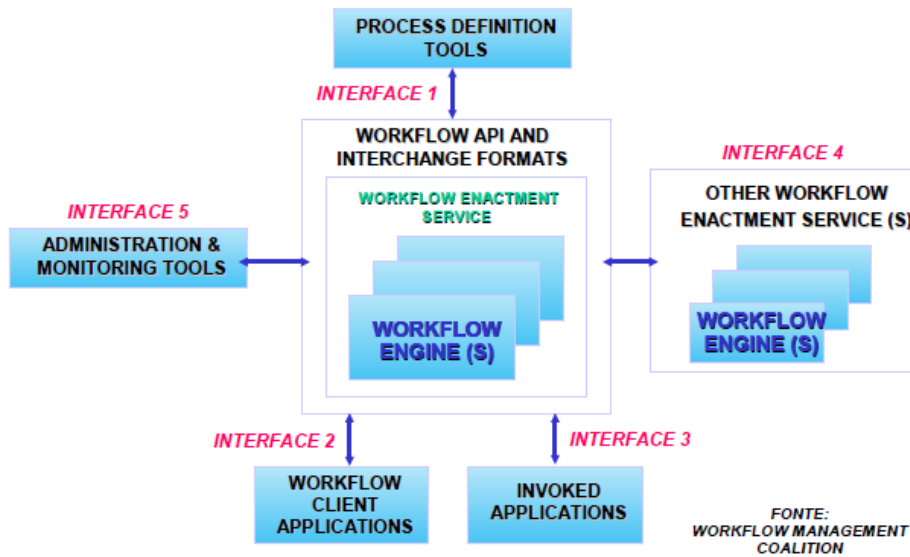 PROCESS DEFINITION
TOOLS
INTERFACE 1
WORKFLOW API AND
INTERCHANGE FORMATS
INTERFACE 4
WORKFLOW ENACTMENT
SERVICE
OTHER WORKFLOW
ENACTMENT SERVICE (S)
INTERFACE 5
ADMINISTRATION &
MONITORING TOOLS
WORKFLOW
ENGINE (S)
WORKFLOW
ENGINE (S)
INTERFACE 2
INTERFACE 3
WORKFLOW
CLIENT
APPLICATIONS
INVOKED
APPLICATIONS
FONTE:
WORKFLOW MANAGEMENT
COALITION